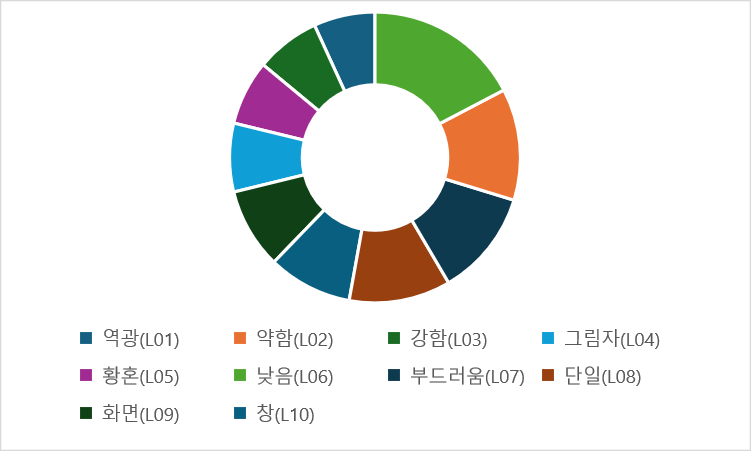 역광(L01) 약함(L02) 강함(L03) 그림자(L04)
황혼(L05) 낮음(L06) 부드러움(L07) 단일(L08)
화면(L09) 창(L10)